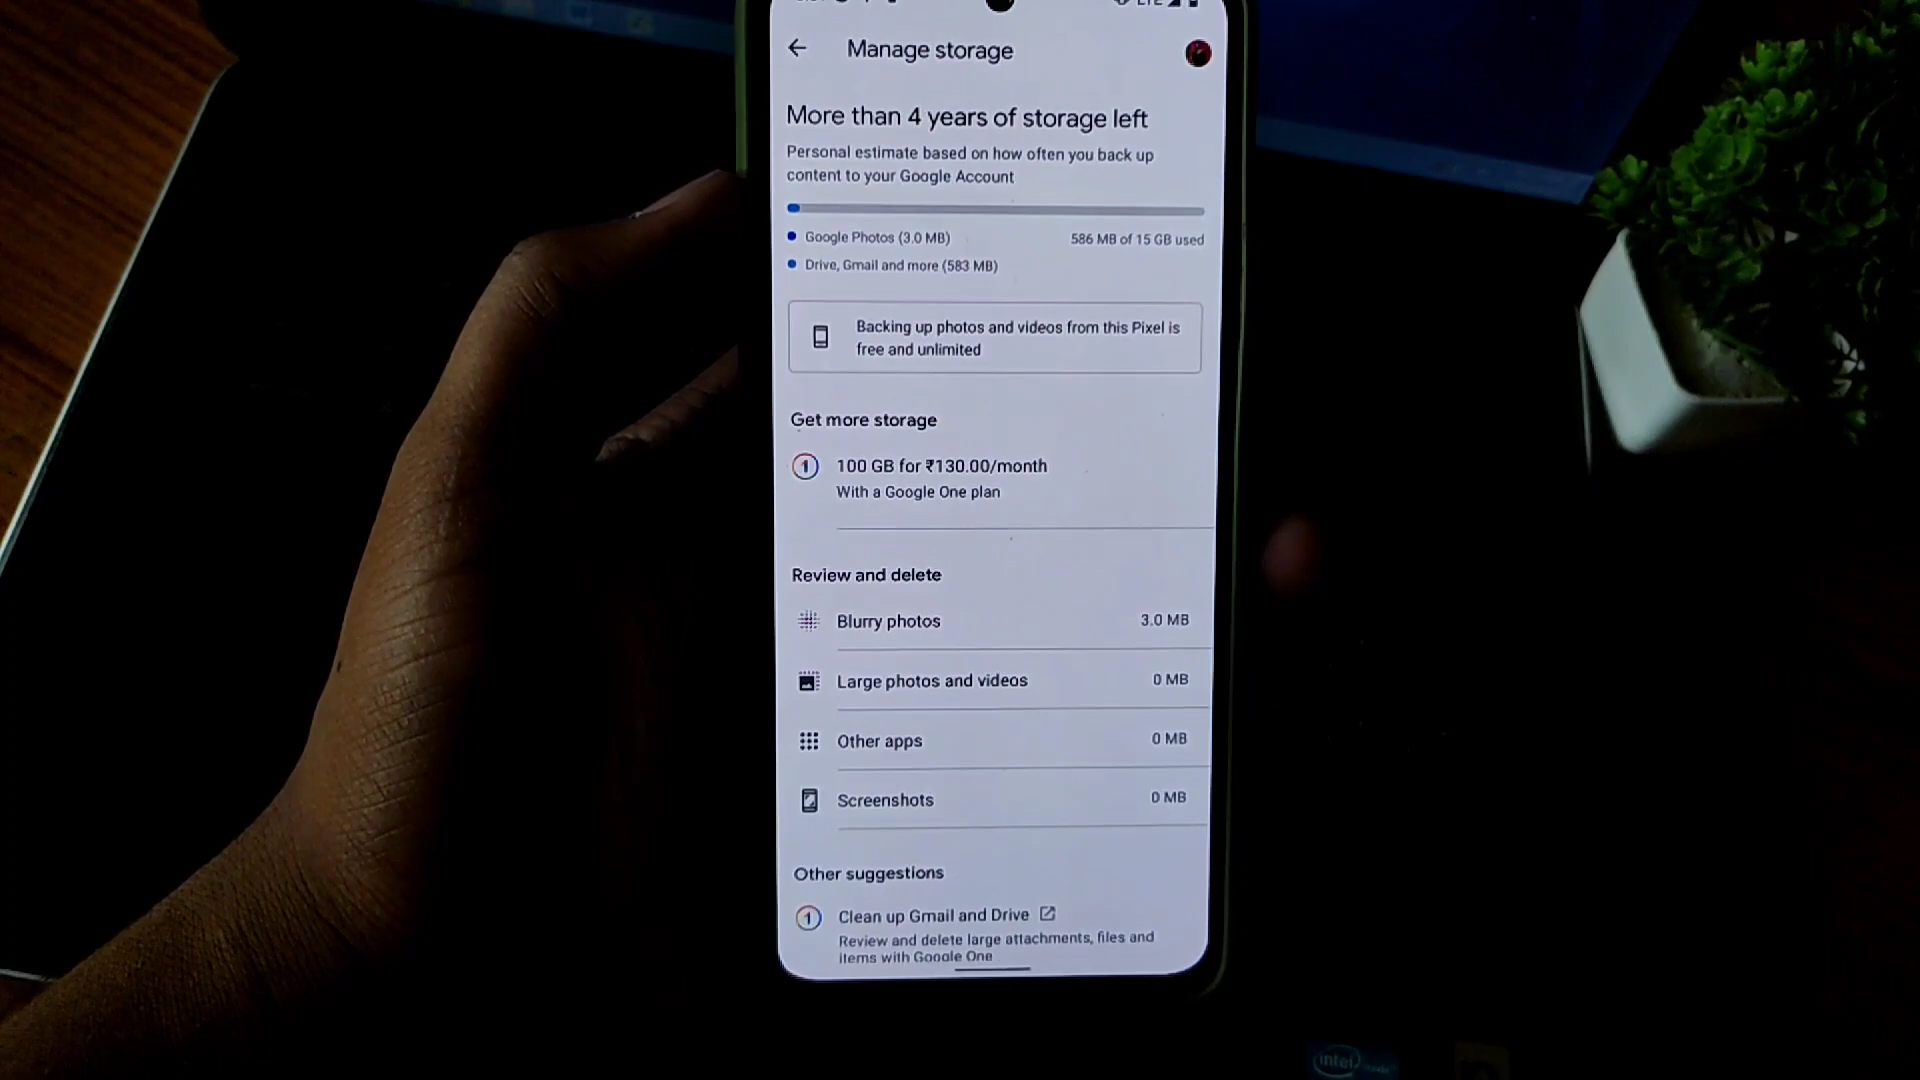 LTE
Manage storage
More than 4 years of storage left
Personal estimate based on how often you back up
content to your Google Account
Google Photos (3.0 MB)
586 MB of 15 GB used
Drive, Gmail and more (583 MB)
Backing up photos and videos from this Pixel is
free and unlimited
Get more storage
1 100 GB for ₹130.00/month
With a Google One plan
Review and delete
Blurry photos 3.0 MB
Large photos and videos 0 MB
Other apps 0 MB
Screenshots 0 MB
Other suggestions
1 Clean up Gmail and Drive
Review and delete large attachments, files and
items with Google One
intel